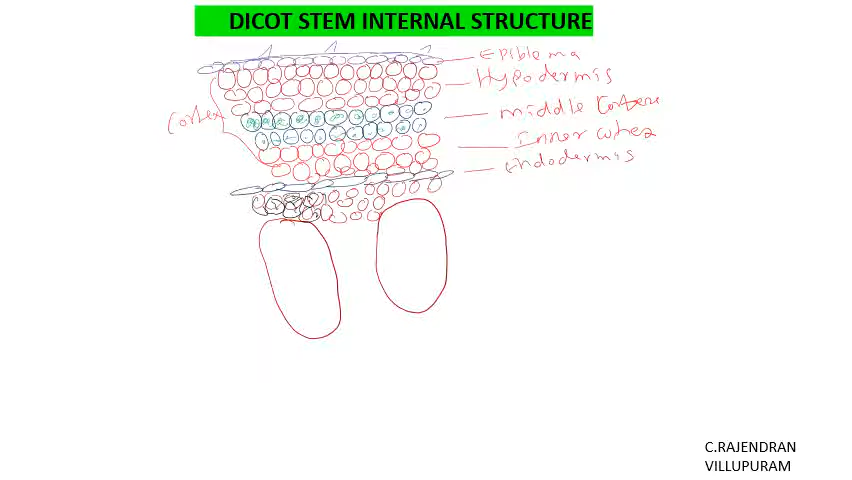 DICOT STEM INTERNAL STRUCTURE
Epiblema
Hypodermis
middle Cortex
Cortex
Inner cortex
endodermis
C.RAJENDRAN
VILLUPURAM